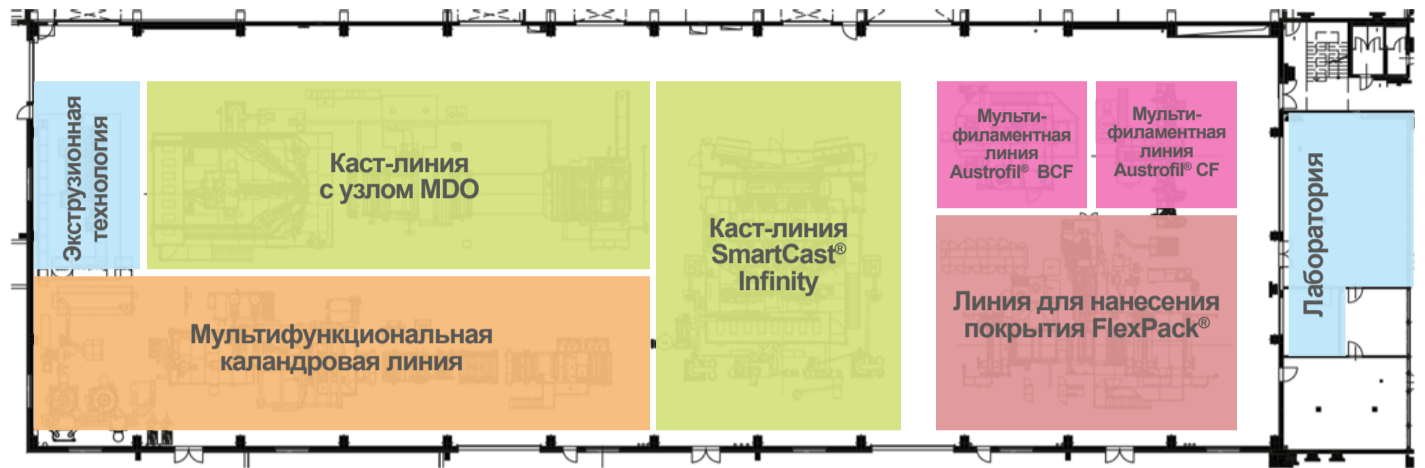 Экструзионная
технология
Каст-линия
с узлом MDO
Мультифункциональная
каландровая линия
Каст-линия
SmartCast®
Infinity
Мульти-
филаментная
линия
Austrofil® BCF
Мульти-
филаментная
линия
Austrofil® CF
Линия для нанесения
покрытия FlexPack®
Лаборатория